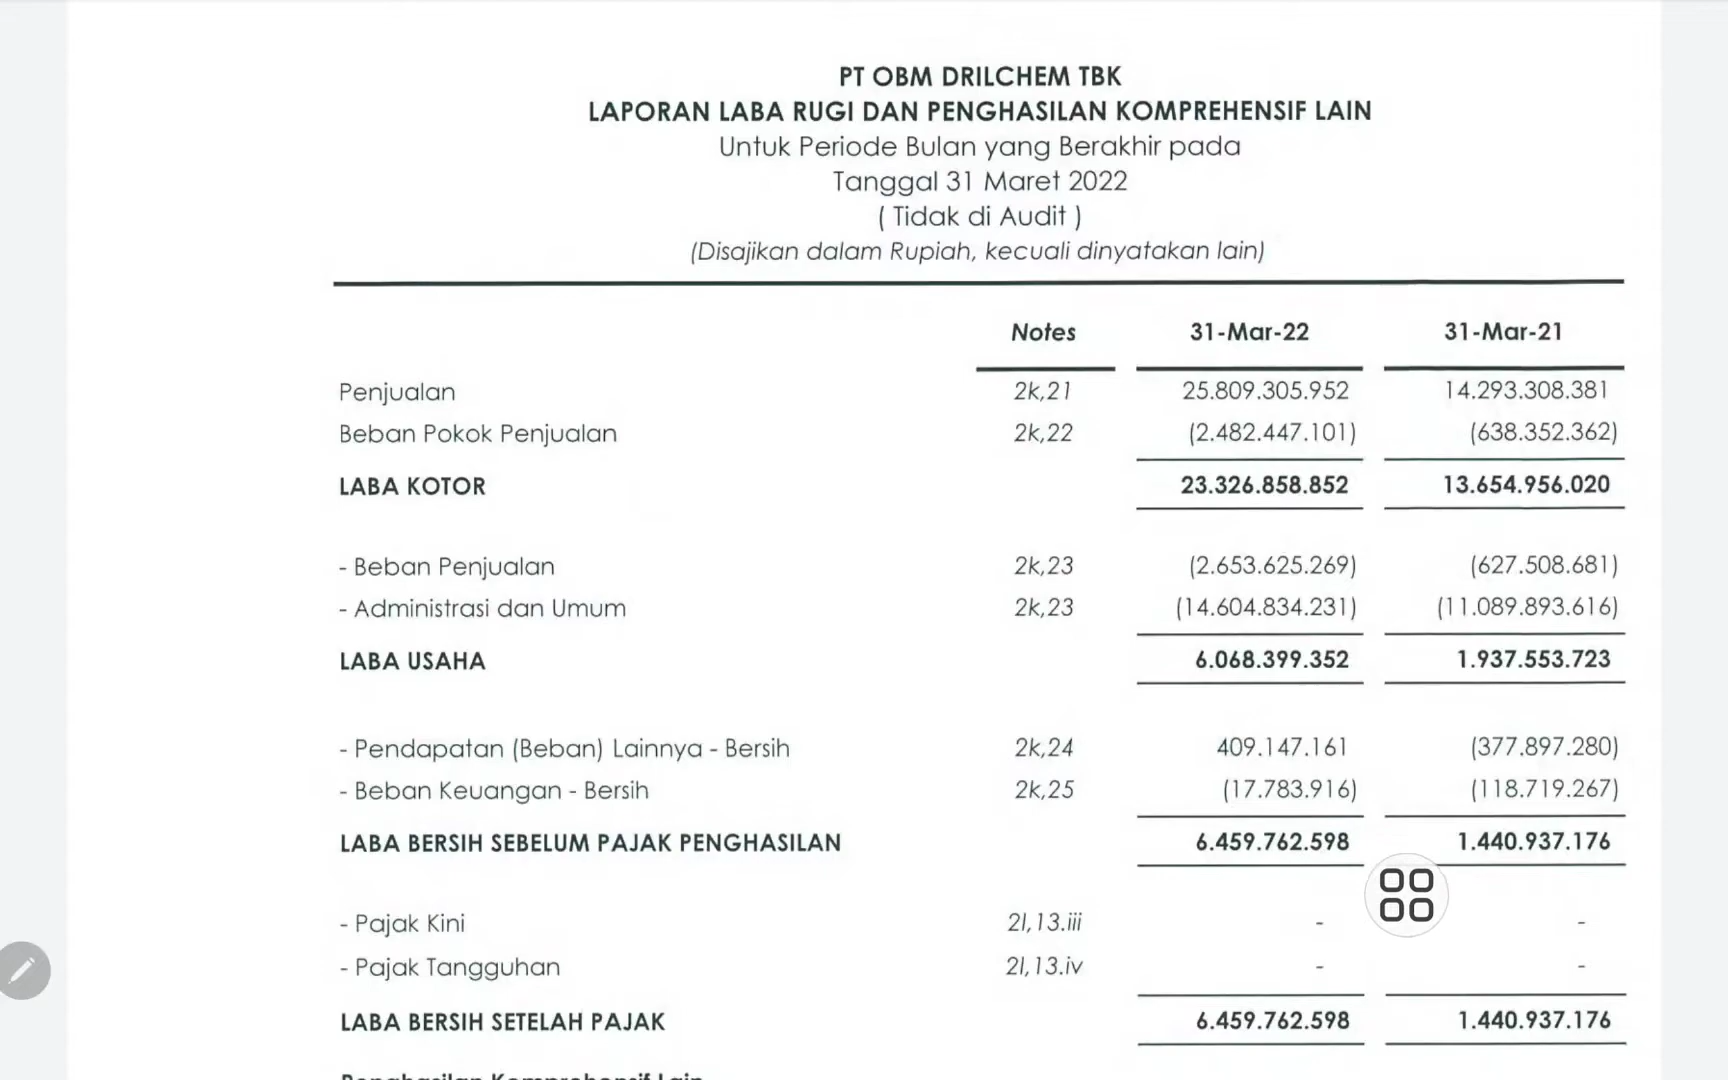 PT OBM DRILCHEM TBK
LAPORAN LABA RUGI DAN PENGHASILAN KOMPREHENSIF LAIN
Untuk Periode Bulan yang Berakhir pada
Tanggal 31 Maret 2022
( Tidak di Audit )
(Disajikan dalam Rupiah, kecuali dinyatakan lain)
Notes 31-Mar-22 31-Mar-21
Penjualan 2k,21 25.809.305.952 14.293.308.381
Beban Pokok Penjualan 2k,22 (2.482.447.101) (638.352.362)
LABA KOTOR 23.326.858.852 13.654.956.020
- Beban Penjualan 2k,23 (2.653.625.269) (627.508.681)
- Administrasi dan Umum 2k,23 (14.604.834.231) (11.089.893.616)
LABA USAHA 6.068.399.352 1.937.553.723
- Pendapatan (Beban) Lainnya - Bersih 2k,24 409.147.161 (377.897.280)
- Beban Keuangan - Bersih 2k,25 (17.783.916) (118.719.267)
LABA BERSIH SEBELUM PAJAK PENGHASILAN 6.459.762.598 1.440.937.176
- Pajak Kini 2l,13.iii - -
- Pajak Tangguhan 2l,13.iv - -
LABA BERSIH SETELAH PAJAK 6.459.762.598 1.440.937.176
Penghasilan Komprehensif Lain